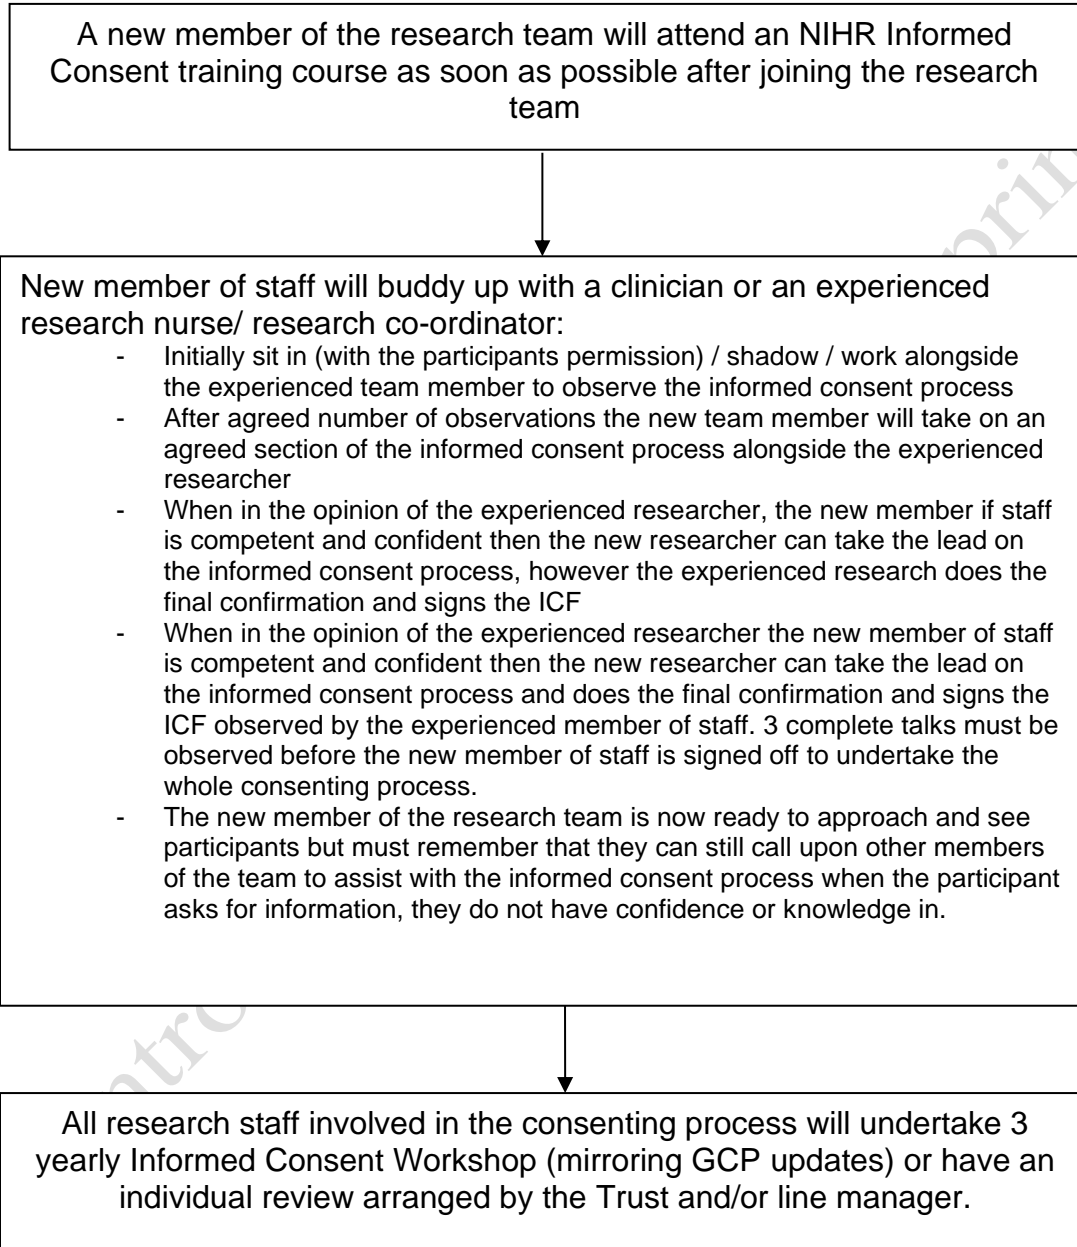 A new member of the research team will attend an NIHR Informed
Consent training course as soon as possible after joining the research
team
New member of staff will buddy up with a clinician or an experienced
research nurse/ research co-ordinator:
- Initially sit in (with the participants permission) / shadow / work alongside
the experienced team member to observe the informed consent process
- After agreed number of observations the new team member will take on an
agreed section of the informed consent process alongside the experienced
researcher
- When in the opinion of the experienced researcher, the new member if staff
is competent and confident then the new researcher can take the lead on
the informed consent process, however the experienced research does the
final confirmation and signs the ICF
- When in the opinion of the experienced researcher the new member of staff
is competent and confident then the new researcher can take the lead on
the informed consent process and does the final confirmation and signs the
ICF observed by the experienced member of staff. 3 complete talks must be
observed before the new member of staff is signed off to undertake the
whole consenting process.
- The new member of the research team is now ready to approach and see
participants but must remember that they can still call upon other members
of the team to assist with the informed consent process when the participant
asks for information, they do not have confidence or knowledge in.
All research staff involved in the consenting process will undertake 3
yearly Informed Consent Workshop (mirroring GCP updates) or have an
individual review arranged by the Trust and/or line manager.